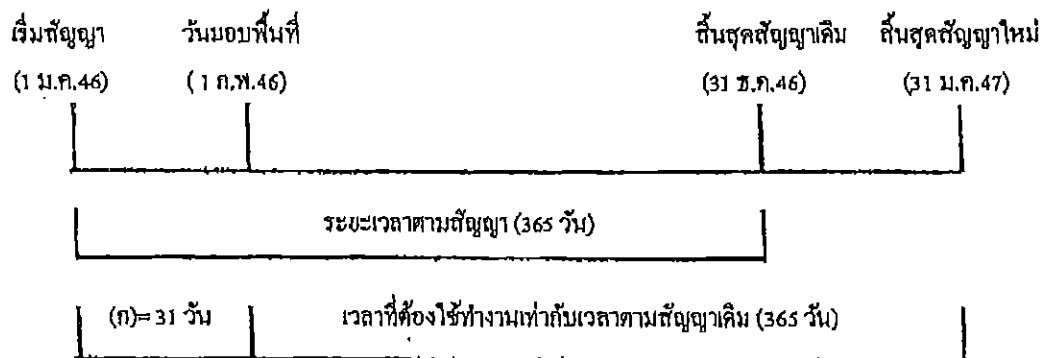 เริ่มสัญญา วันมอบพื้นที่ สิ้นสุดสัญญาเดิม สิ้นสุดสัญญาใหม่
(1 ม.ค.46) (1 ก.พ.46) (31 ธ.ค.46) (31 ม.ค.47)
ระยะเวลาตามสัญญา (365 วัน)
(ก)= 31 วัน เวลาที่ต้องใช้ทำงานเท่ากับเวลาตามสัญญาเดิม (365 วัน)